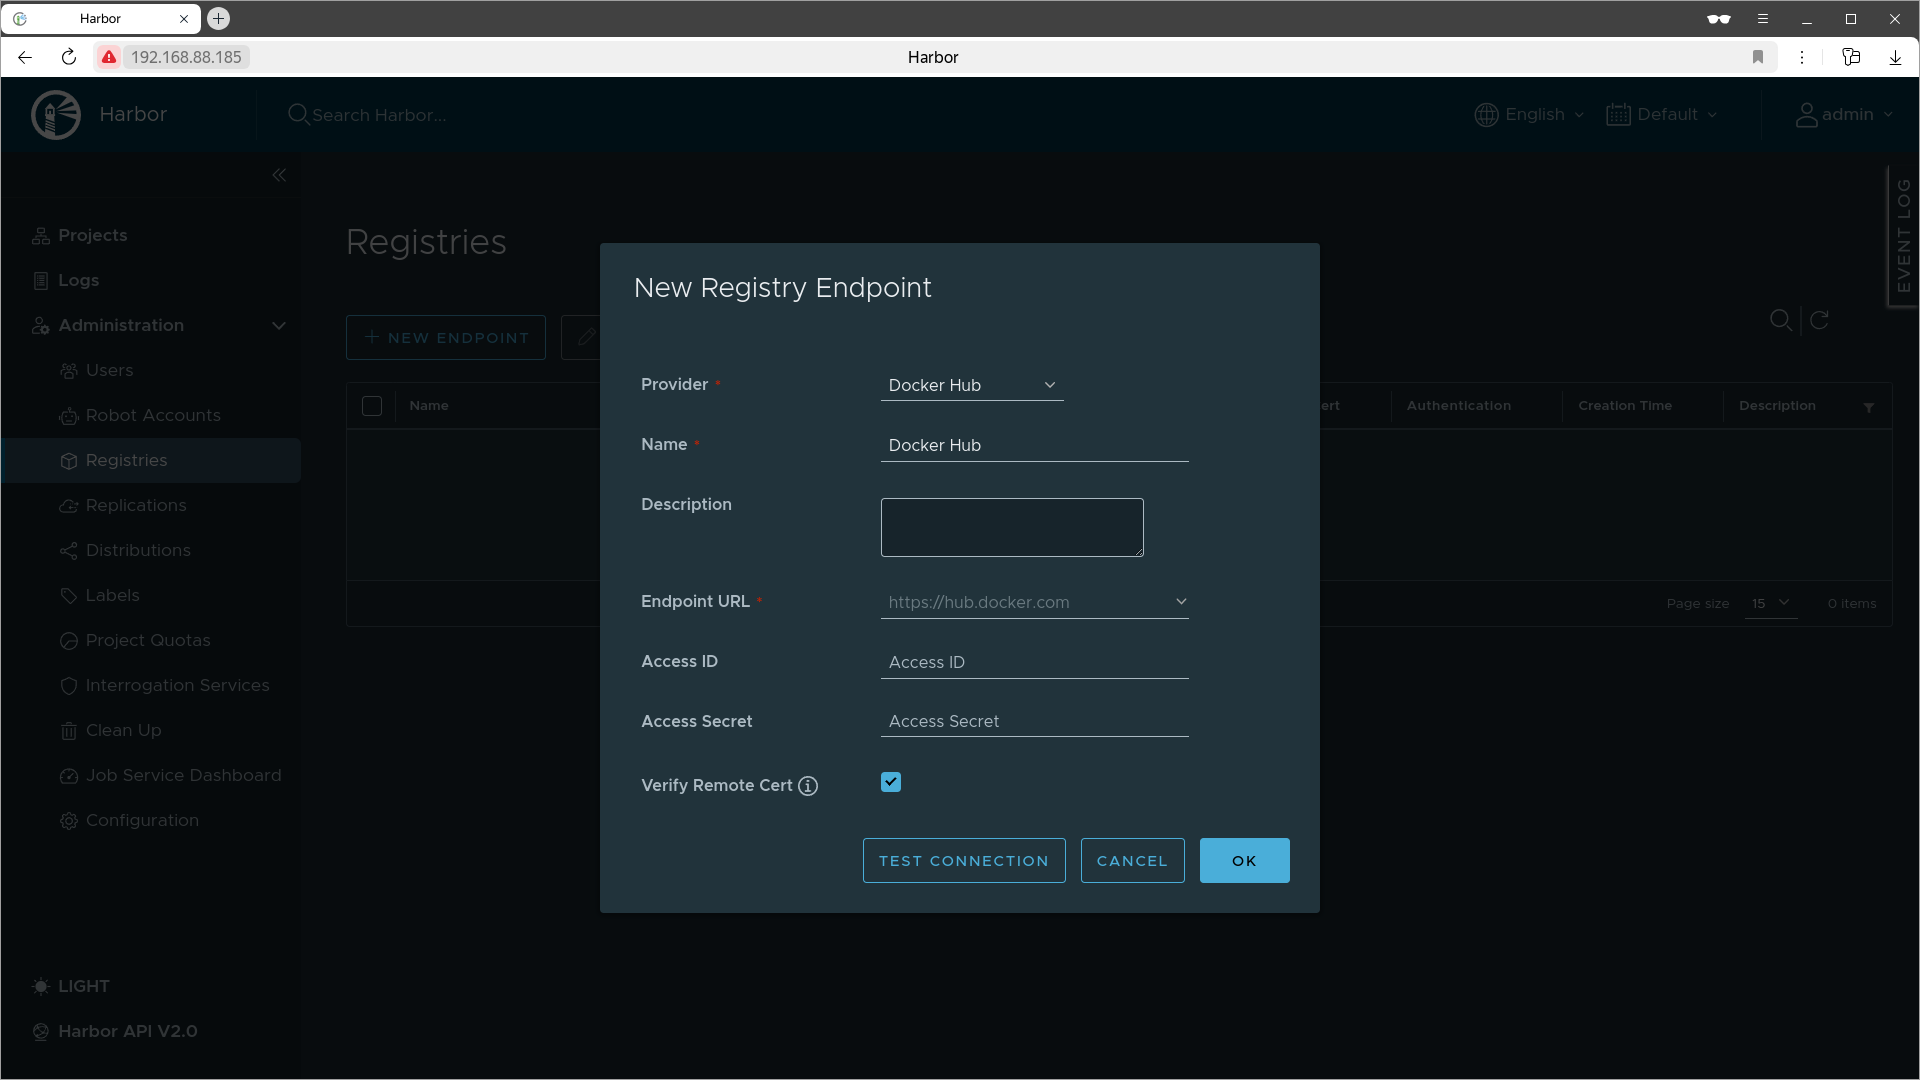 Harbor
192.168.88.185
Harbor
Harbor
Search Harbor...
English
Default
admin
EVENT LOG
Projects
Logs
Administration
Users
Robot Accounts
Registries
Replications
Distributions
Labels
Project Quotas
Interrogation Services
Clean Up
Job Service Dashboard
Configuration
LIGHT
Harbor API V2.0
Registries
+ NEW ENDPOINT
Name
ert
Authentication
Creation Time
Description
Page size
15
0 items
New Registry Endpoint
Provider *
Docker Hub
Name *
Docker Hub
Description
Endpoint URL *
https://hub.docker.com
Access ID
Access ID
Access Secret
Access Secret
Verify Remote Cert
TEST CONNECTION
CANCEL
OK